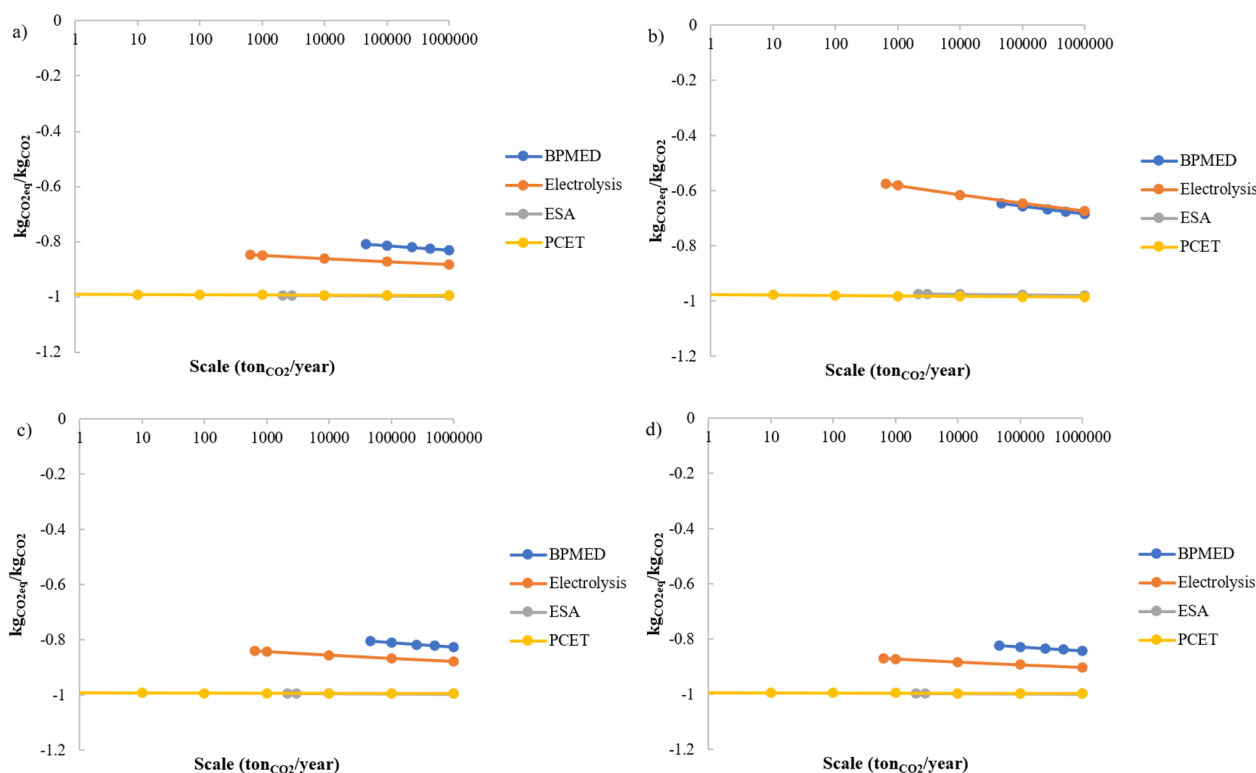 a)
0
1 10 100 1000 10000 100000 1000000
-0.2
-0.4
-0.6
-0.8
-1
-1.2
kgCO2eq/kgCO2
Scale (tonCO2/year)
BPMED
Electrolysis
ESA
PCET
b)
0
1 10 100 1000 10000 100000 1000000
-0.2
-0.4
-0.6
-0.8
-1
-1.2
kgCO2eq/kgCO2
Scale (tonCO2/year)
BPMED
Electrolysis
ESA
PCET
c)
0
1 10 100 1000 10000 100000 1000000
-0.2
-0.4
-0.6
-0.8
-1
-1.2
kgCO2eq/kgCO2
Scale (tonCO2/year)
BPMED
Electrolysis
ESA
PCET
d)
0
1 10 100 1000 10000 100000 1000000
-0.2
-0.4
-0.6
-0.8
-1
-1.2
kgCO2eq/kgCO2
Scale (tonCO2/year)
BPMED
Electrolysis
ESA
PCET